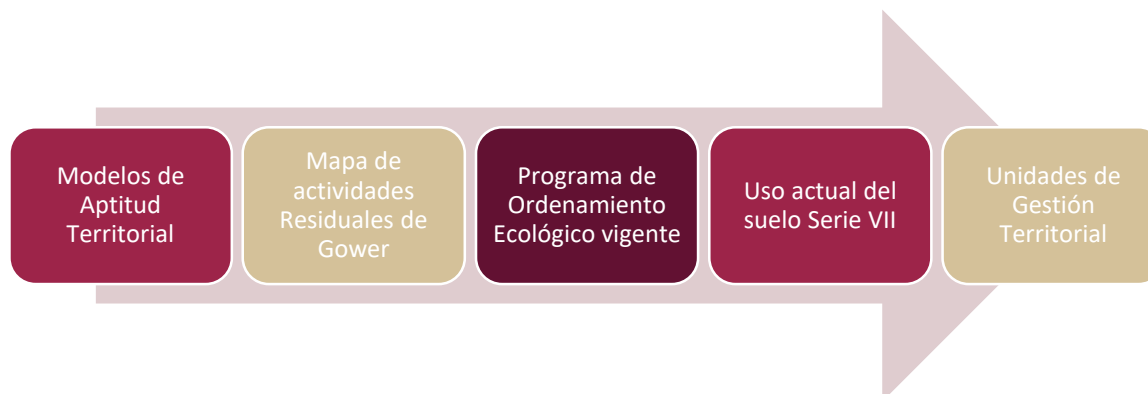 Modelos de
Aptitud
Territorial
Mapa de
actividades
Residuales de
Gower
Programa de
Ordenamiento
Ecológico vigente
Uso actual del
suelo Serie VII
Unidades de
Gestión
Territorial